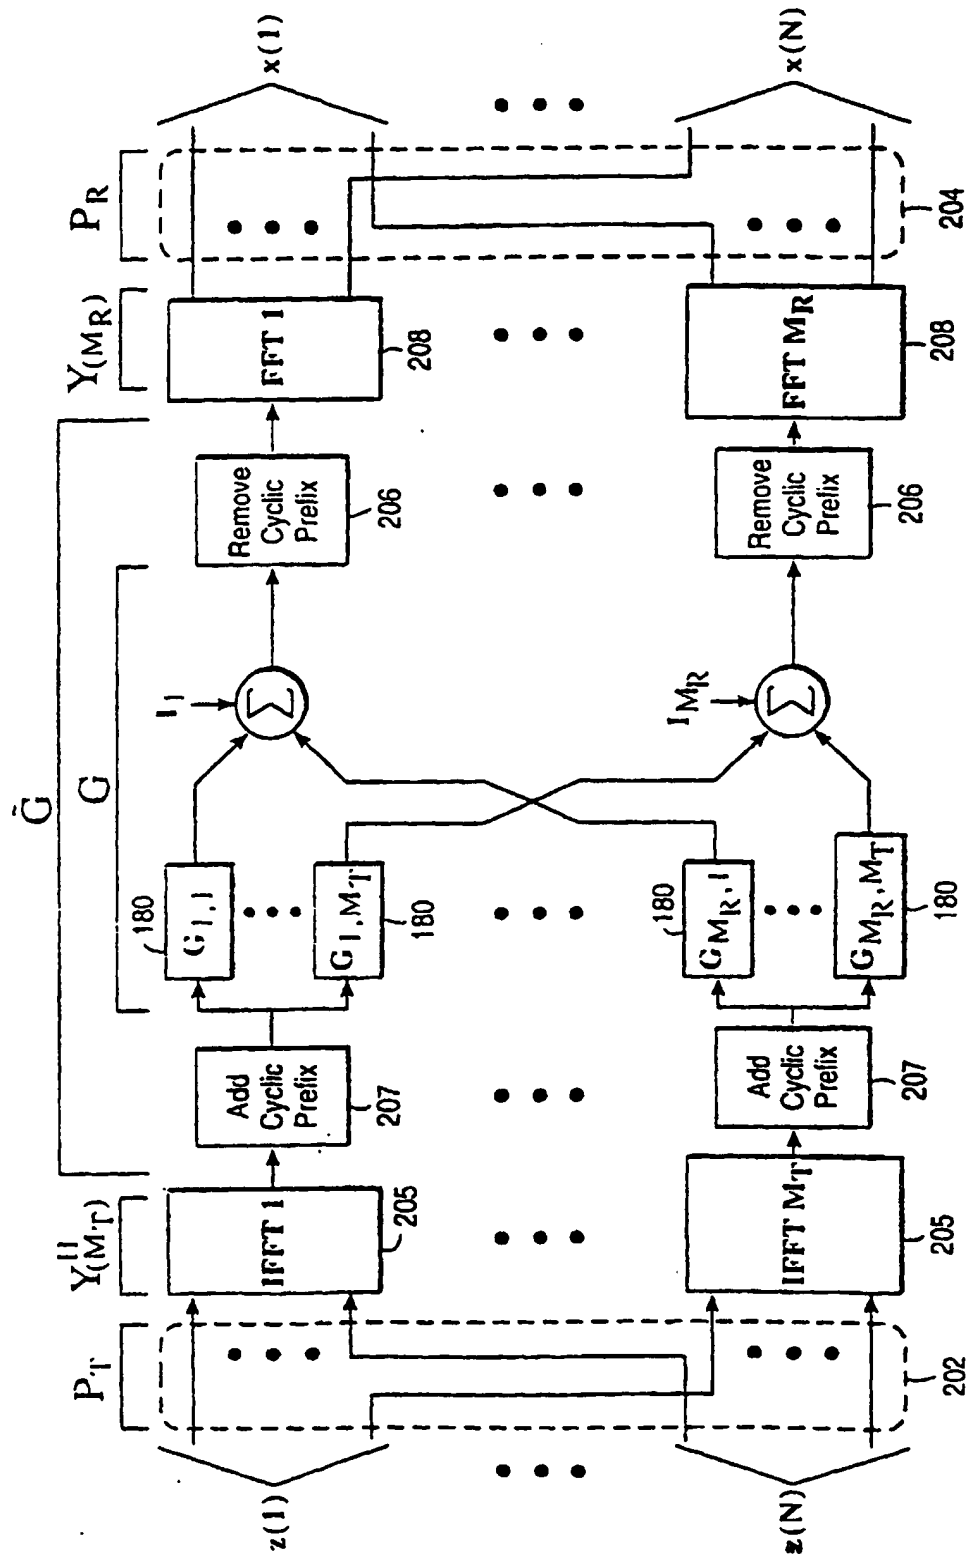 G̃
G
P_T
Y^H_(M_T)
Y_(M_R)
P_R
z(1)
IFFT 1
205
Add
Cyclic
Prefix
207
180
G_1,1
G_1,M_T
180
I_1
Σ
Remove
Cyclic
Prefix
206
FFT 1
208
x(1)
z(N)
202
IFFT M_T
205
Add
Cyclic
Prefix
207
180
G_M_R,1
G_M_R,M_T
180
I_M_R
Σ
Remove
Cyclic
Prefix
206
FFT M_R
208
204
x(N)